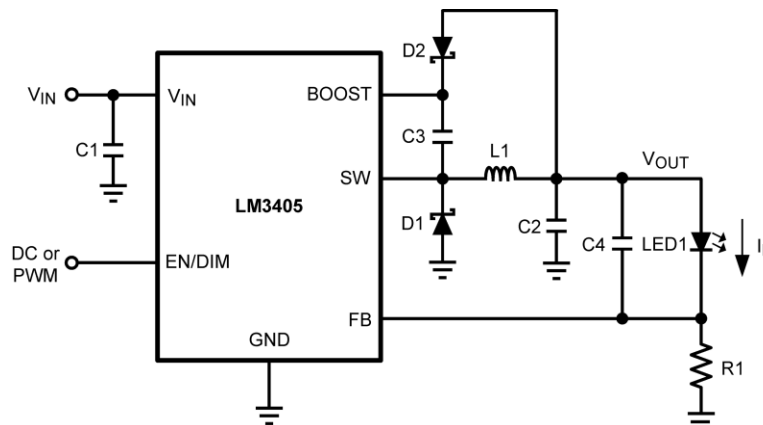 D2
V_IN
V_IN
BOOST
C1
C3
L1
V_OUT
SW
LM3405
D1
C2
C4
LED1
DC or
PWM
EN/DIM
FB
GND
R1